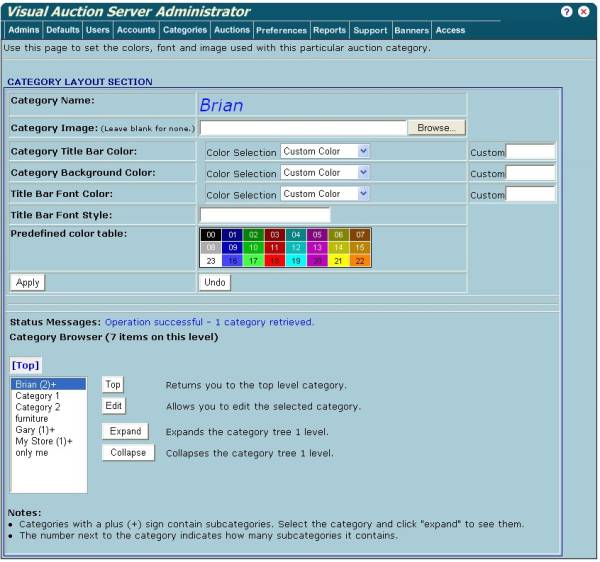 Visual Auction Server Administrator
Admins Defaults Users Accounts Categories Auctions Preferences Reports Support Banners Access
Use this page to set the colors, font and image used with this particular auction category.
CATEGORY LAYOUT SECTION
Category Name: Brian
Category Image: (Leave blank for none.) Browse...
Category Title Bar Color: Color Selection Custom Color Custom
Category Background Color: Color Selection Custom Color Custom
Title Bar Font Color: Color Selection Custom Color Custom
Title Bar Font Style:
Predefined color table: 00 01 02 03 04 05 06 07
08 09 10 11 12 13 14 15
23 16 17 18 19 20 21 22
Apply Undo
Status Messages: Operation successful - 1 category retrieved.
Category Browser (7 items on this level)
[Top]
Brian (2)+ Top Returns you to the top level category.
Category 1
Category 2 Edit Allows you to edit the selected category.
furniture
Gary (1)+ Expand Expands the category tree 1 level.
My Store (1)+
only me Collapse Collapses the category tree 1 level.
Notes:
• Categories with a plus (+) sign contain subcategories. Select the category and click "expand" to see them.
• The number next to the category indicates how many subcategories it contains.